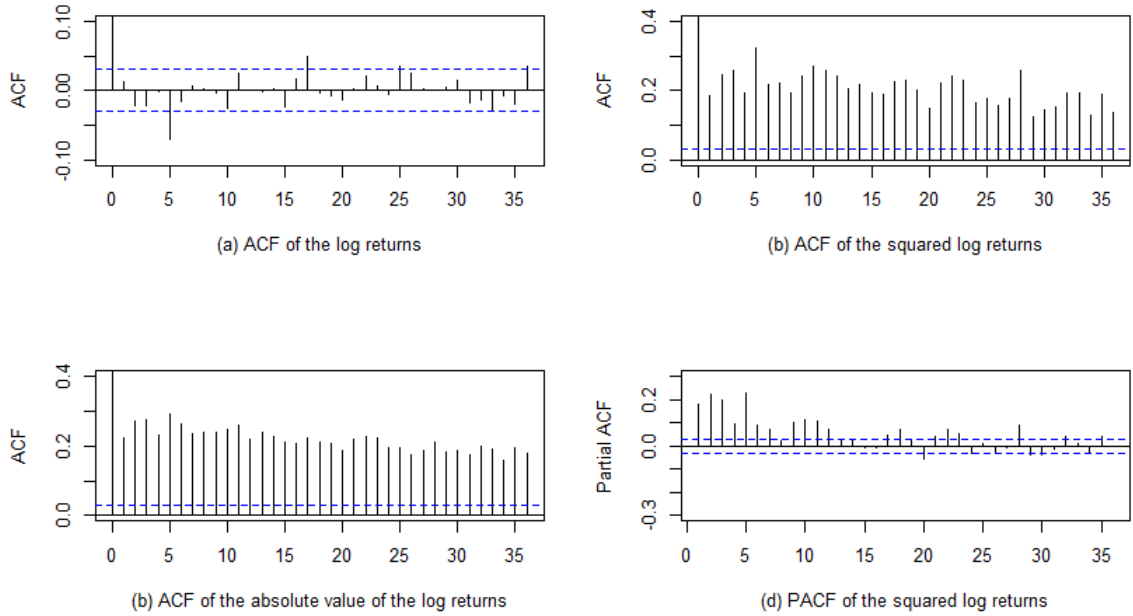 ACF
0.10
0.00
-0.10
0 5 10 15 20 25 30 35
(a) ACF of the log returns
ACF
0.4
0.2
0.0
0 5 10 15 20 25 30 35
(b) ACF of the squared log returns
ACF
0.4
0.2
0.0
0 5 10 15 20 25 30 35
(b) ACF of the absolute value of the log returns
Partial ACF
0.2
0.0
-0.3
0 5 10 15 20 25 30 35
(d) PACF of the squared log returns